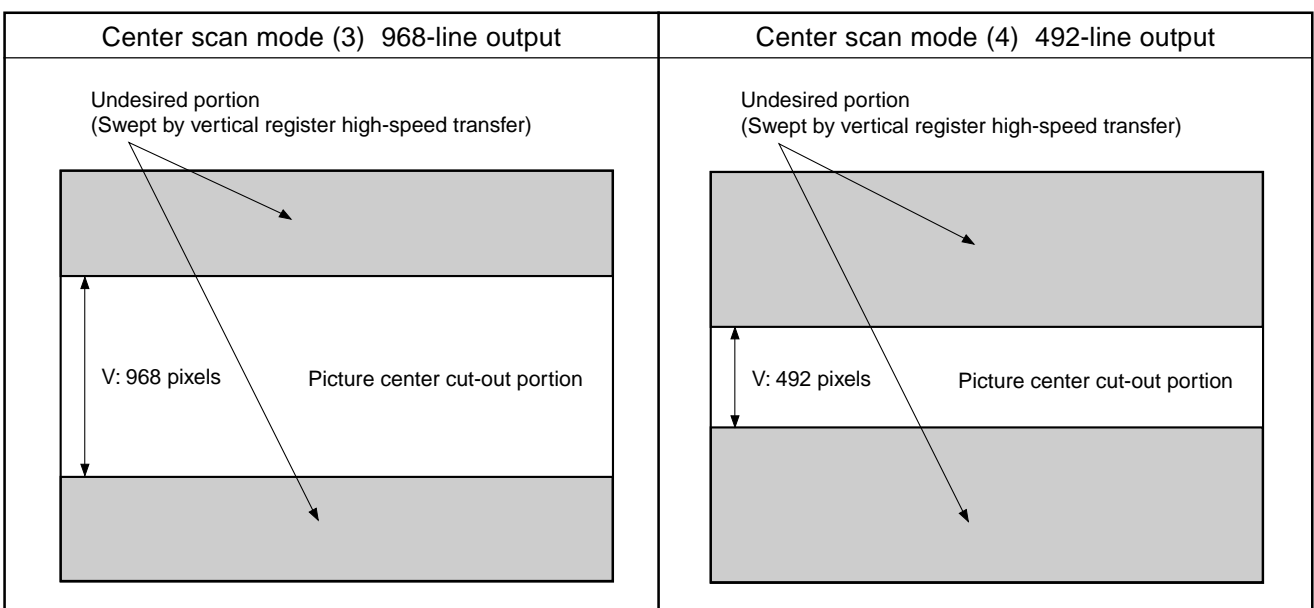 Center scan mode (3) 968-line output
Undesired portion
(Swept by vertical register high-speed transfer)
V: 968 pixels
Picture center cut-out portion
Center scan mode (4) 492-line output
Undesired portion
(Swept by vertical register high-speed transfer)
V: 492 pixels
Picture center cut-out portion